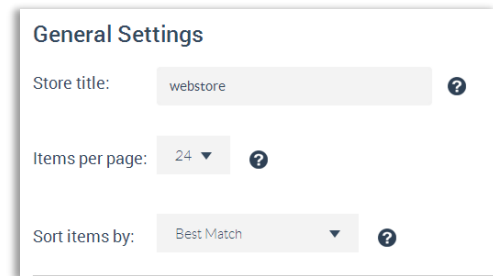 General Settings
Store title: webstore
Items per page: 24
Sort items by: Best Match